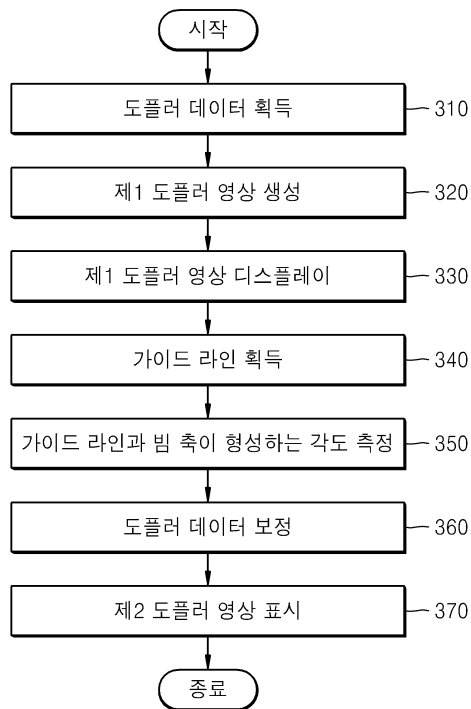 시작
도플러 데이터 획득
310
제1 도플러 영상 생성
320
제1 도플러 영상 디스플레이
330
가이드 라인 획득
340
가이드 라인과 빔 축이 형성하는 각도 측정
350
도플러 데이터 보정
360
제2 도플러 영상 표시
370
종료